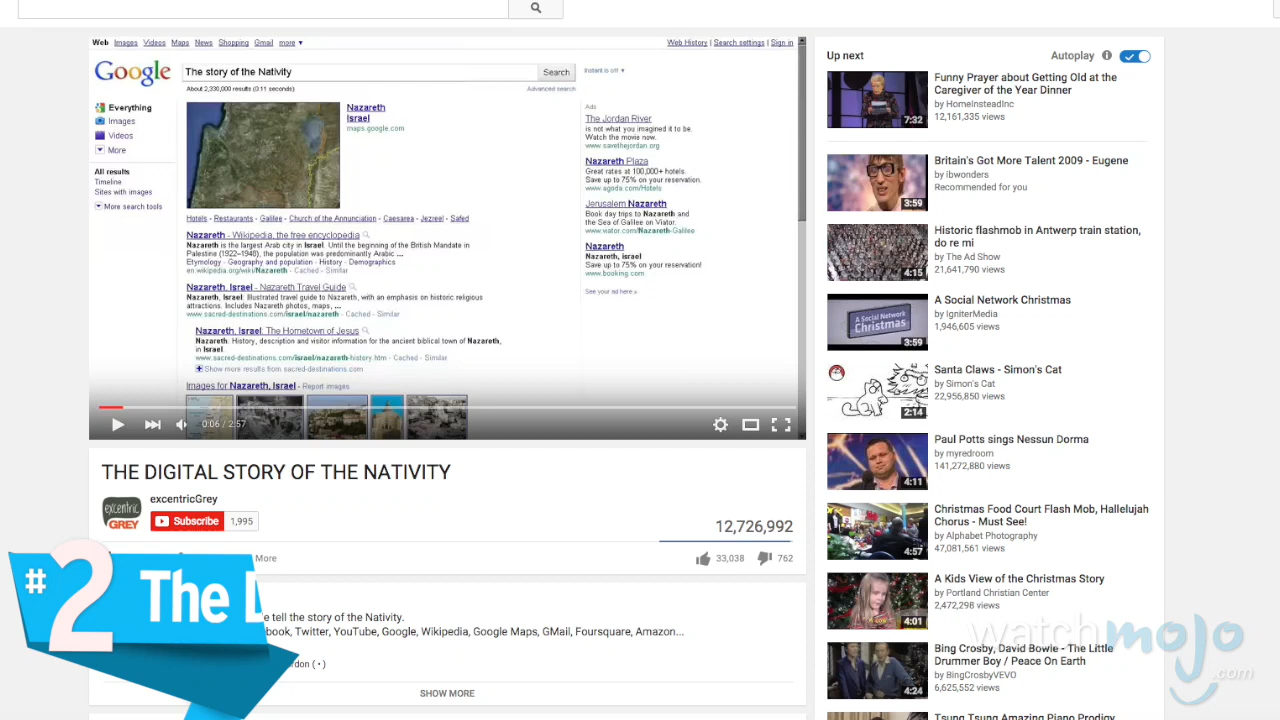 Web Images Videos Maps News Shopping Gmail more ▼
Web History | Search settings | Sign in
Google
The story of the Nativity
Search
Instant is off ▼
About 2,330,000 results (0.11 seconds)
Advanced search
Everything
Images
Videos
More
All results
Timeline
Sites with images
More search tools
Nazareth
Israel
maps.google.com
Hotels - Restaurants - Galilee - Church of the Annunciation - Caesarea - Jezreel - Safed
Nazareth - Wikipedia, the free encyclopedia
Nazareth is the largest Arab city in Israel. Until the beginning of the British Mandate in
Palestine (1922–1948), the population was predominantly Arabic ...
Etymology - Geography and population - History - Demographics
en.wikipedia.org/wiki/Nazareth - Cached - Similar
Nazareth, Israel - Nazareth Travel Guide
Nazareth, Israel. Illustrated travel guide to Nazareth, with an emphasis on historic religious
attractions. Includes Nazareth photos, maps, ...
www.sacred-destinations.com/israel/nazareth - Cached - Similar
Nazareth, Israel: The Hometown of Jesus
Nazareth: History, description and visitor information for the ancient biblical town of Nazareth,
in Israel.
www.sacred-destinations.com/israel/nazareth-history.htm - Cached - Similar
Show more results from sacred-destinations.com
Images for Nazareth, Israel - Report images
Ads
The Jordan River
is not what you imagined it to be.
Watch the movie now.
www.savethejordan.org
Nazareth Plaza
Great rates at 100,000+ hotels.
Save up to 75% on your reservation.
www.agoda.com/Hotels
Jerusalem Nazareth
Book day trips to Nazareth and
the Sea of Galilee on Viator.
www.viator.com/Nazareth-Galilee
Nazareth
Nazareth, israel
Save up to 75% on your reservation!
www.booking.com
See your ad here »
0:06 / 2:57
THE DIGITAL STORY OF THE NATIVITY
excentric
GREY
excentricGrey
Subscribe 1,995
12,726,992
More
33,038 762
e tell the story of the Nativity.
book, Twitter, YouTube, Google, Wikipedia, Google Maps, GMail, Foursquare, Amazon...
rdon ( • )
SHOW MORE
#2 The D
Up next
Autoplay
7:32
Funny Prayer about Getting Old at the
Caregiver of the Year Dinner
by HomeInsteadInc
12,161,335 views
3:59
Britain's Got More Talent 2009 - Eugene
by ibwonders
Recommended for you
4:15
Historic flashmob in Antwerp train station,
do re mi
by The Ad Show
21,641,790 views
A Social Network
Christmas
3:59
A Social Network Christmas
by IgniterMedia
1,946,605 views
2:14
Santa Claws - Simon's Cat
by Simon's Cat
22,956,850 views
4:11
Paul Potts sings Nessun Dorma
by myredroom
141,272,880 views
4:57
Christmas Food Court Flash Mob, Hallelujah
Chorus - Must See!
by Alphabet Photography
47,081,561 views
4:01
A Kids View of the Christmas Story
by Portland Christian Center
2,472,298 views
4:24
Bing Crosby, David Bowie - The Little
Drummer Boy / Peace On Earth
by BingCrosbyVEVO
6,625,552 views
Tsung Tsung Amazing Piano Prodigy
watchmojo
.com